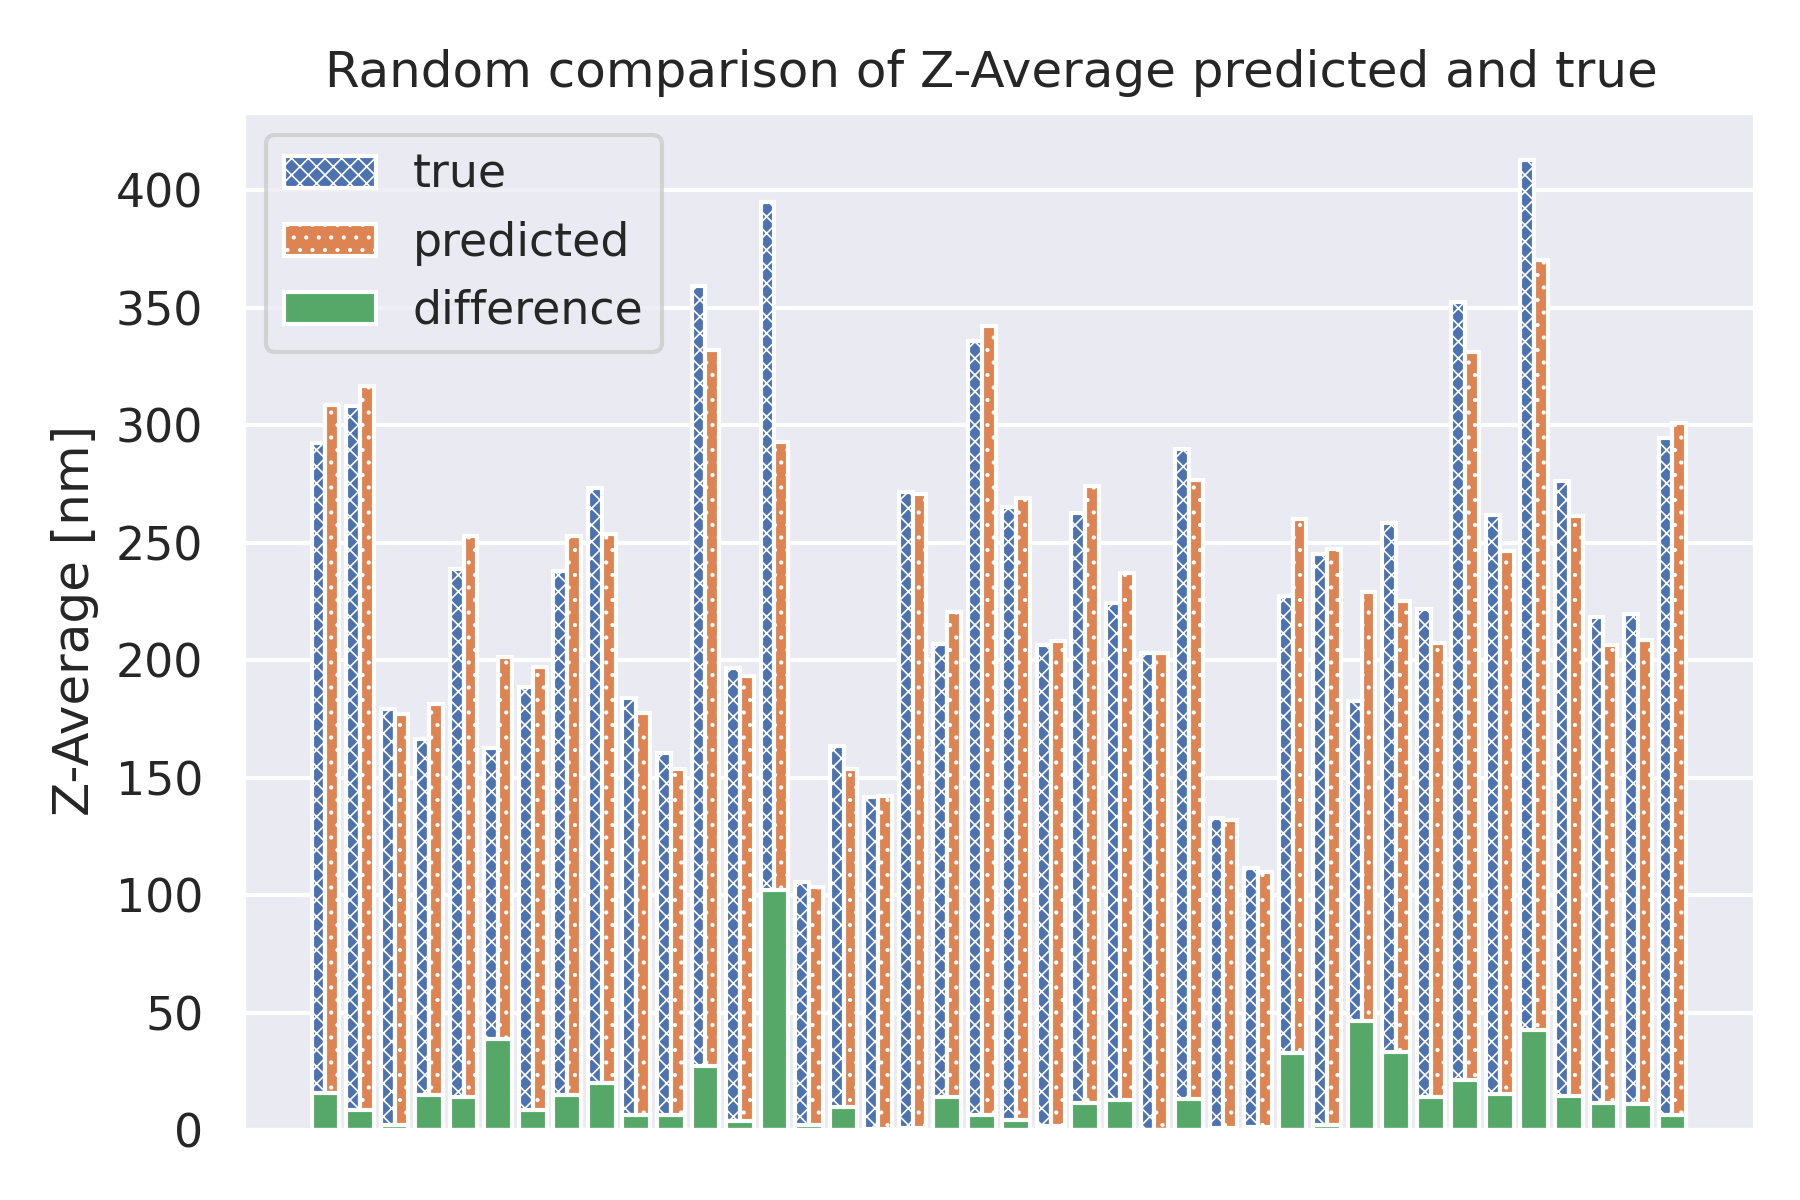 Random comparison of Z-Average predicted and true
true
predicted
difference
Z-Average [nm]
400
350
300
250
200
150
100
50
0